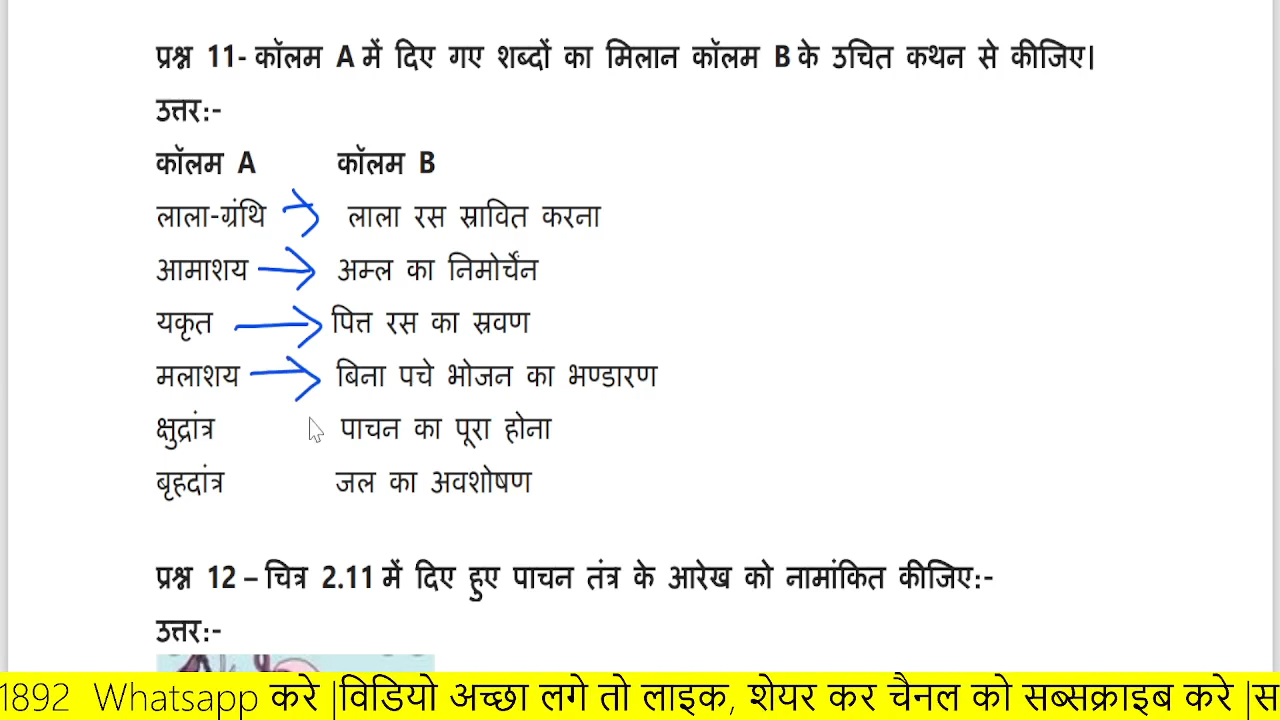 प्रश्न 11- कॉलम A में दिए गए शब्दों का मिलान कॉलम B के उचित कथन से कीजिए।
उत्तर:-
कॉलम A कॉलम B
लाला-ग्रंथि लाला रस स्रावित करना
आमाशय अम्ल का निमोर्चेंन
यकृत पित्त रस का स्रवण
मलाशय बिना पचे भोजन का भण्डारण
क्षुद्रांत्र पाचन का पूरा होना
बृहदांत्र जल का अवशोषण
प्रश्न 12 – चित्र 2.11 में दिए हुए पाचन तंत्र के आरेख को नामांकित कीजिए:-
उत्तर:-
1892 Whatsapp करे |विडियो अच्छा लगे तो लाइक, शेयर कर चैनल को सब्सक्राइब करे |स